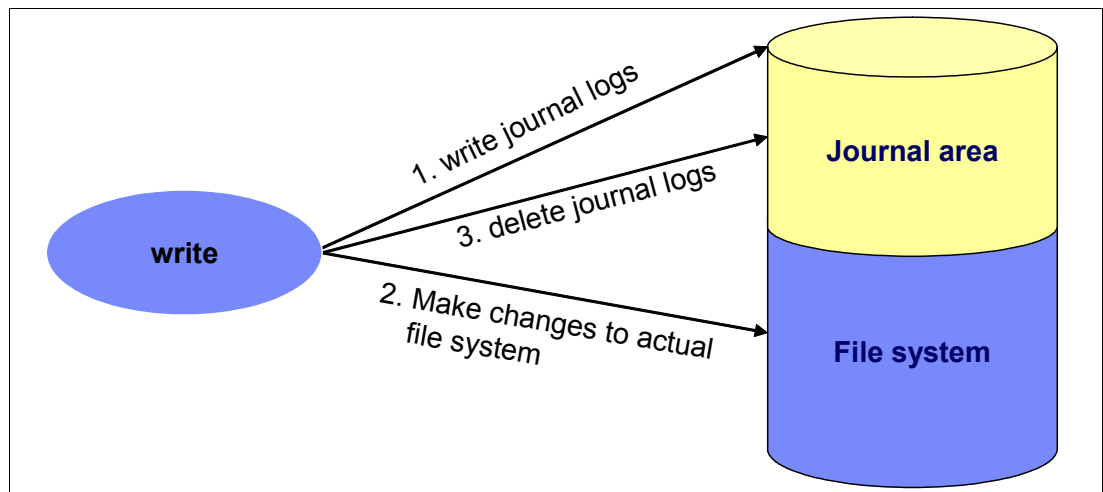 1. write journal logs
Journal area
3. delete journal logs
write
2. Make changes to actual
file system
File system